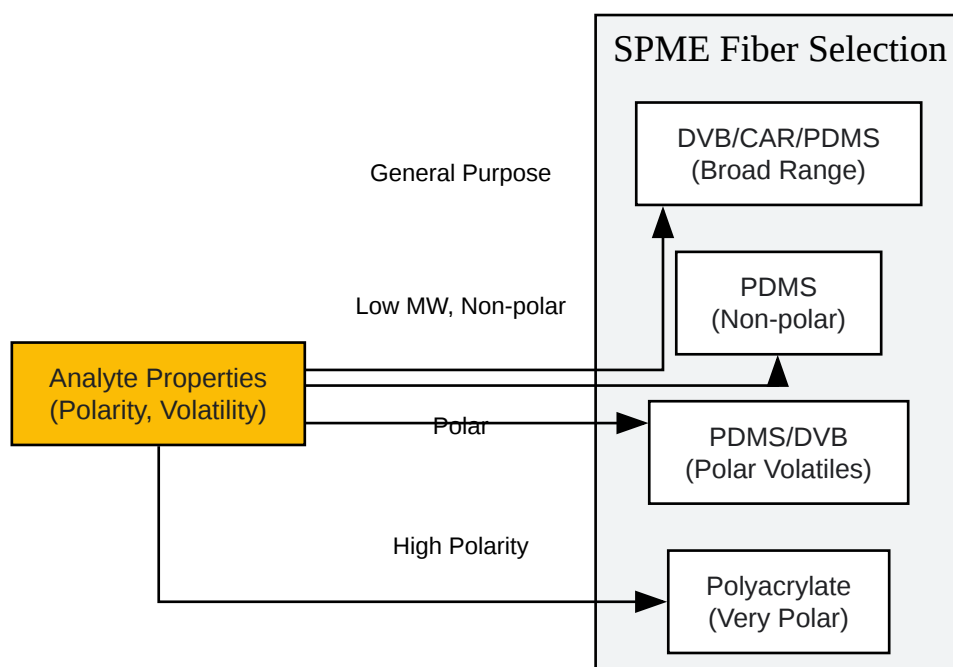 SPME Fiber Selection
DVB/CAR/PDMS
(Broad Range)
General Purpose
PDMS
(Non-polar)
Low MW, Non-polar
Analyte Properties
(Polarity, Volatility)
Polar
PDMS/DVB
(Polar Volatiles)
High Polarity
Polyacrylate
(Very Polar)